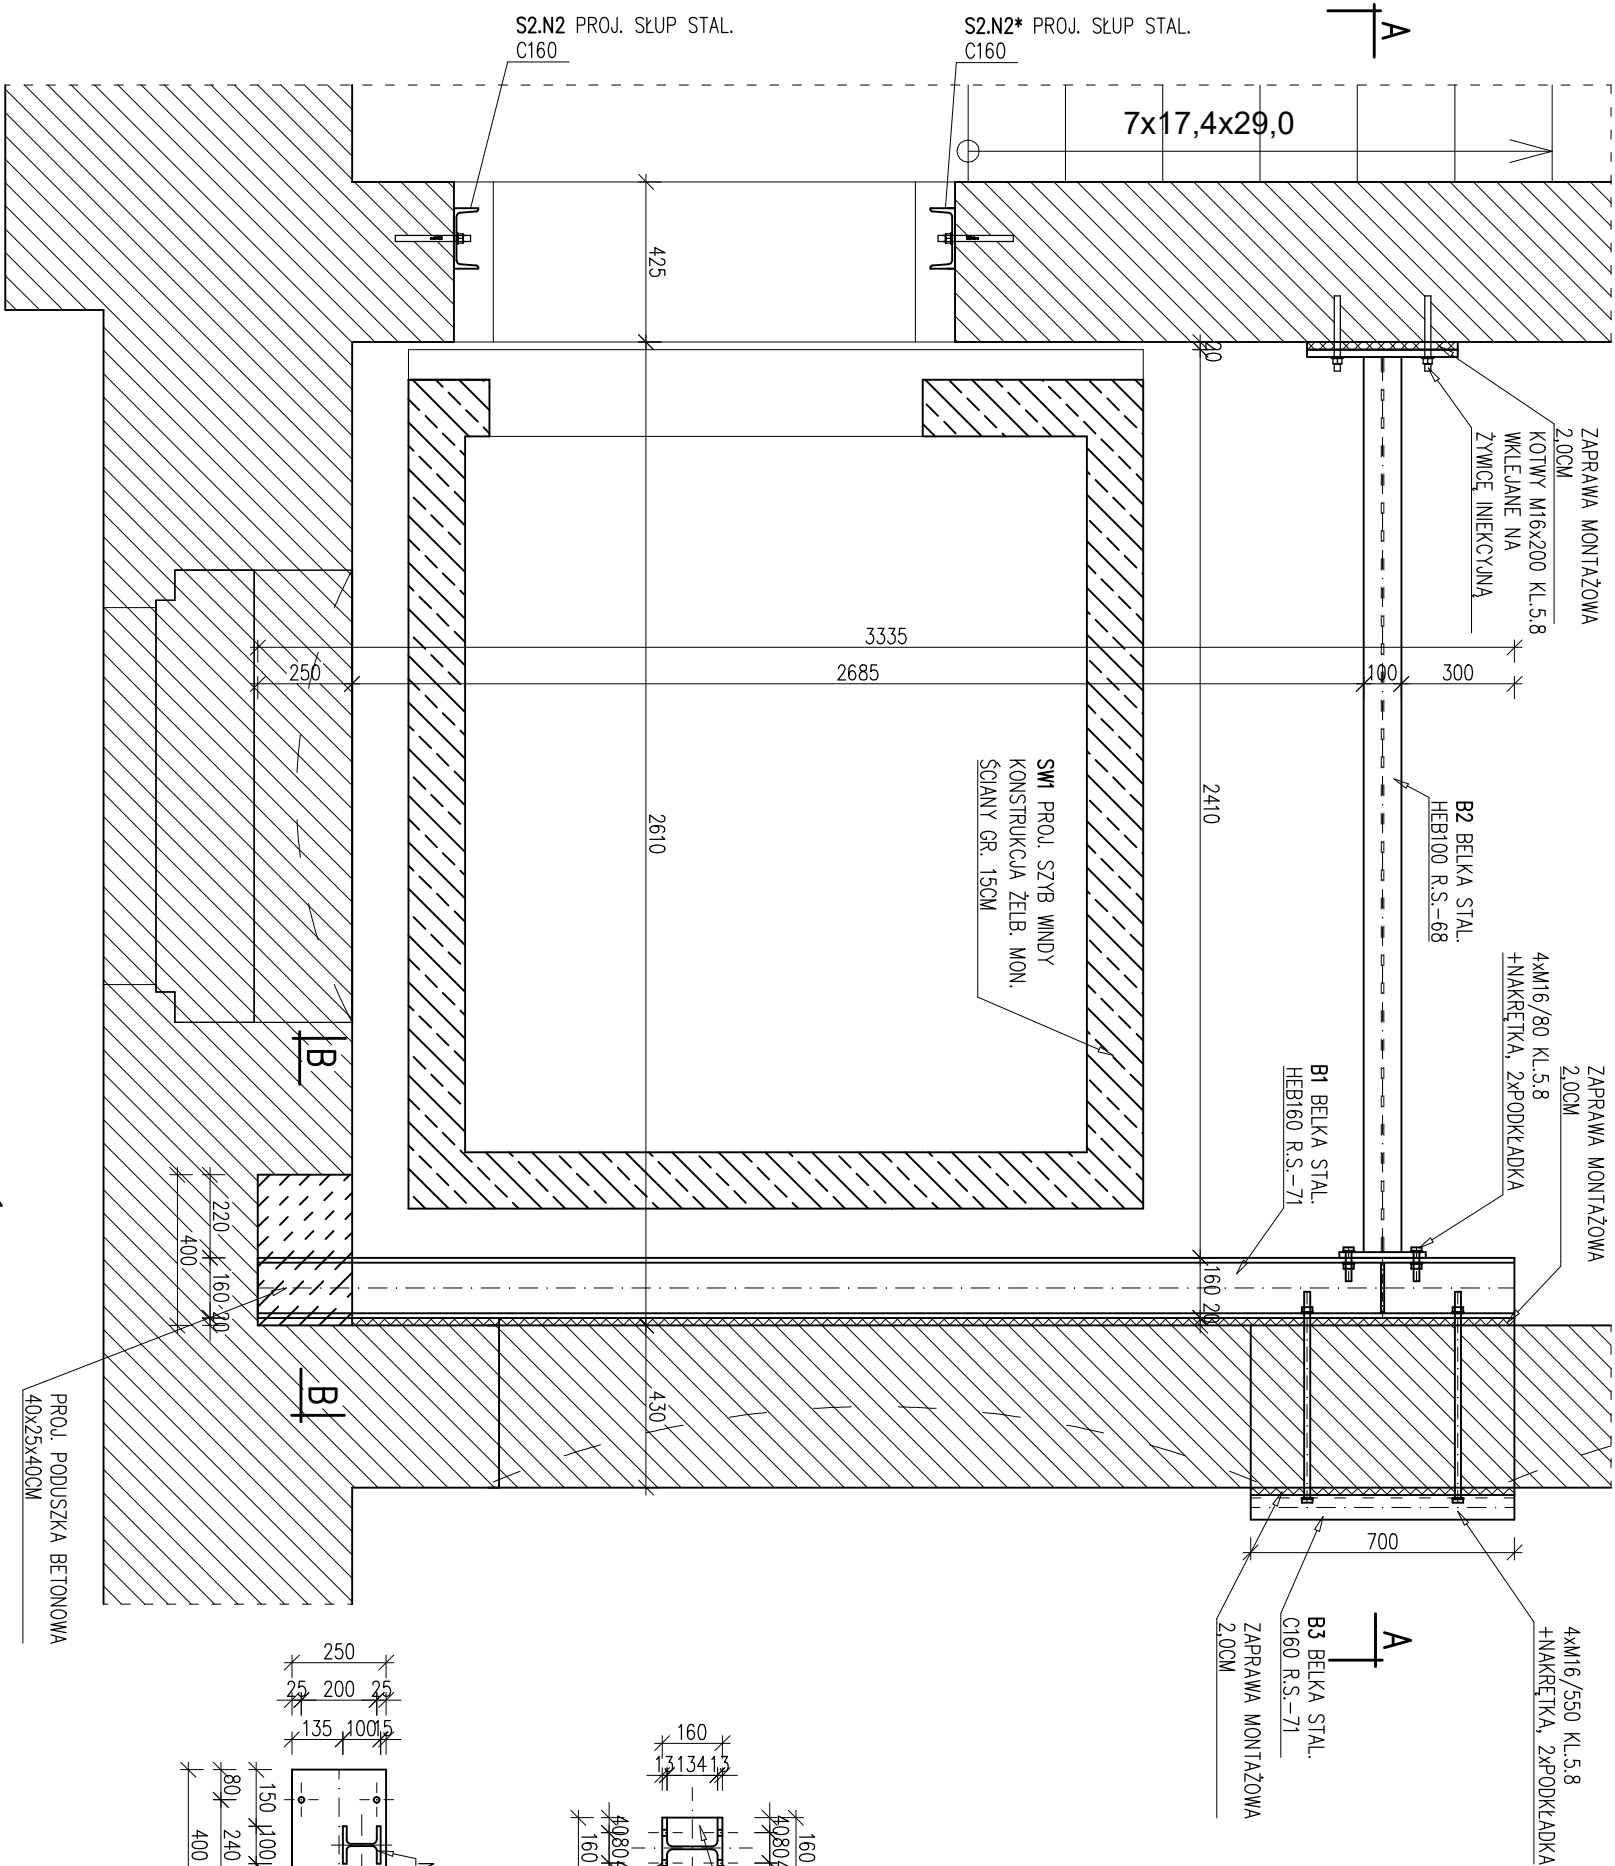 S2.N2 PROJ. SŁUP STAL.
C160
S2.N2* PROJ. SŁUP STAL.
C160
A
7x17,4x29,0
425
20
ZAPRAWA MONTAŻOWA
2,0CM
KOTWY M16x200 KL.5.8
WKLEJANE NA
ŻYWICĘ INIEKCYJNĄ
3335
250
2685
100
300
2410
2610
SW1 PROJ. SZYB WINDY
KONSTRUKCJA ŻELB. MON.
ŚCIANY GR. 15CM
B2 BELKA STAL.
HEB100 R.S.-68
4xM16/80 KL.5.8
+NAKRĘTKA, 2xPODKŁADKA
ZAPRAWA MONTAŻOWA
2,0CM
B1 BELKA STAL.
HEB160 R.S.-71
B
220
160
20
400
160
20
430
B
PROJ. PODUSZKA BETONOWA
40x25x40CM
700
A
4xM16/550 KL.5.8
+NAKRĘTKA, 2xPODKŁADKA
B3 BELKA STAL.
C160 R.S.-71
ZAPRAWA MONTAŻOWA
2,0CM
250
25
200
25
135
100
15
80
150
100
240
400
160
13
134
13
40
80
160
40
80
160